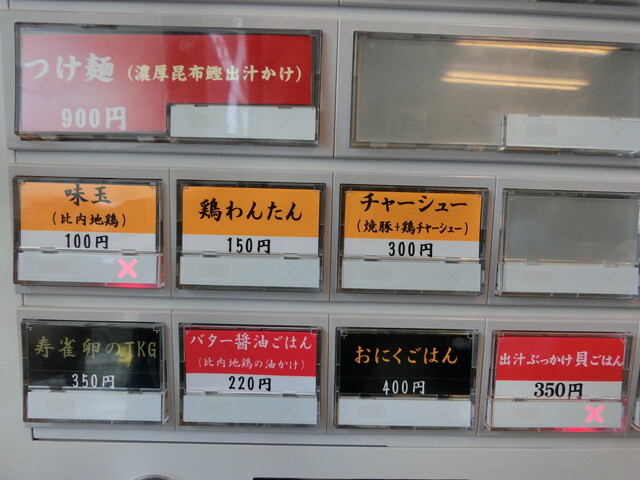 つけ麺（濃厚昆布鰹出汁かけ）
900円
味玉
（比内地鶏）
100円
鶏わんたん
150円
チャーシュー
（焼豚+鶏チャーシュー）
300円
寿雀卵のTKG
350円
バター醤油ごはん
（比内地鶏の油かけ）
220円
おにくごはん
400円
出汁ぶっかけ貝ごはん
350円